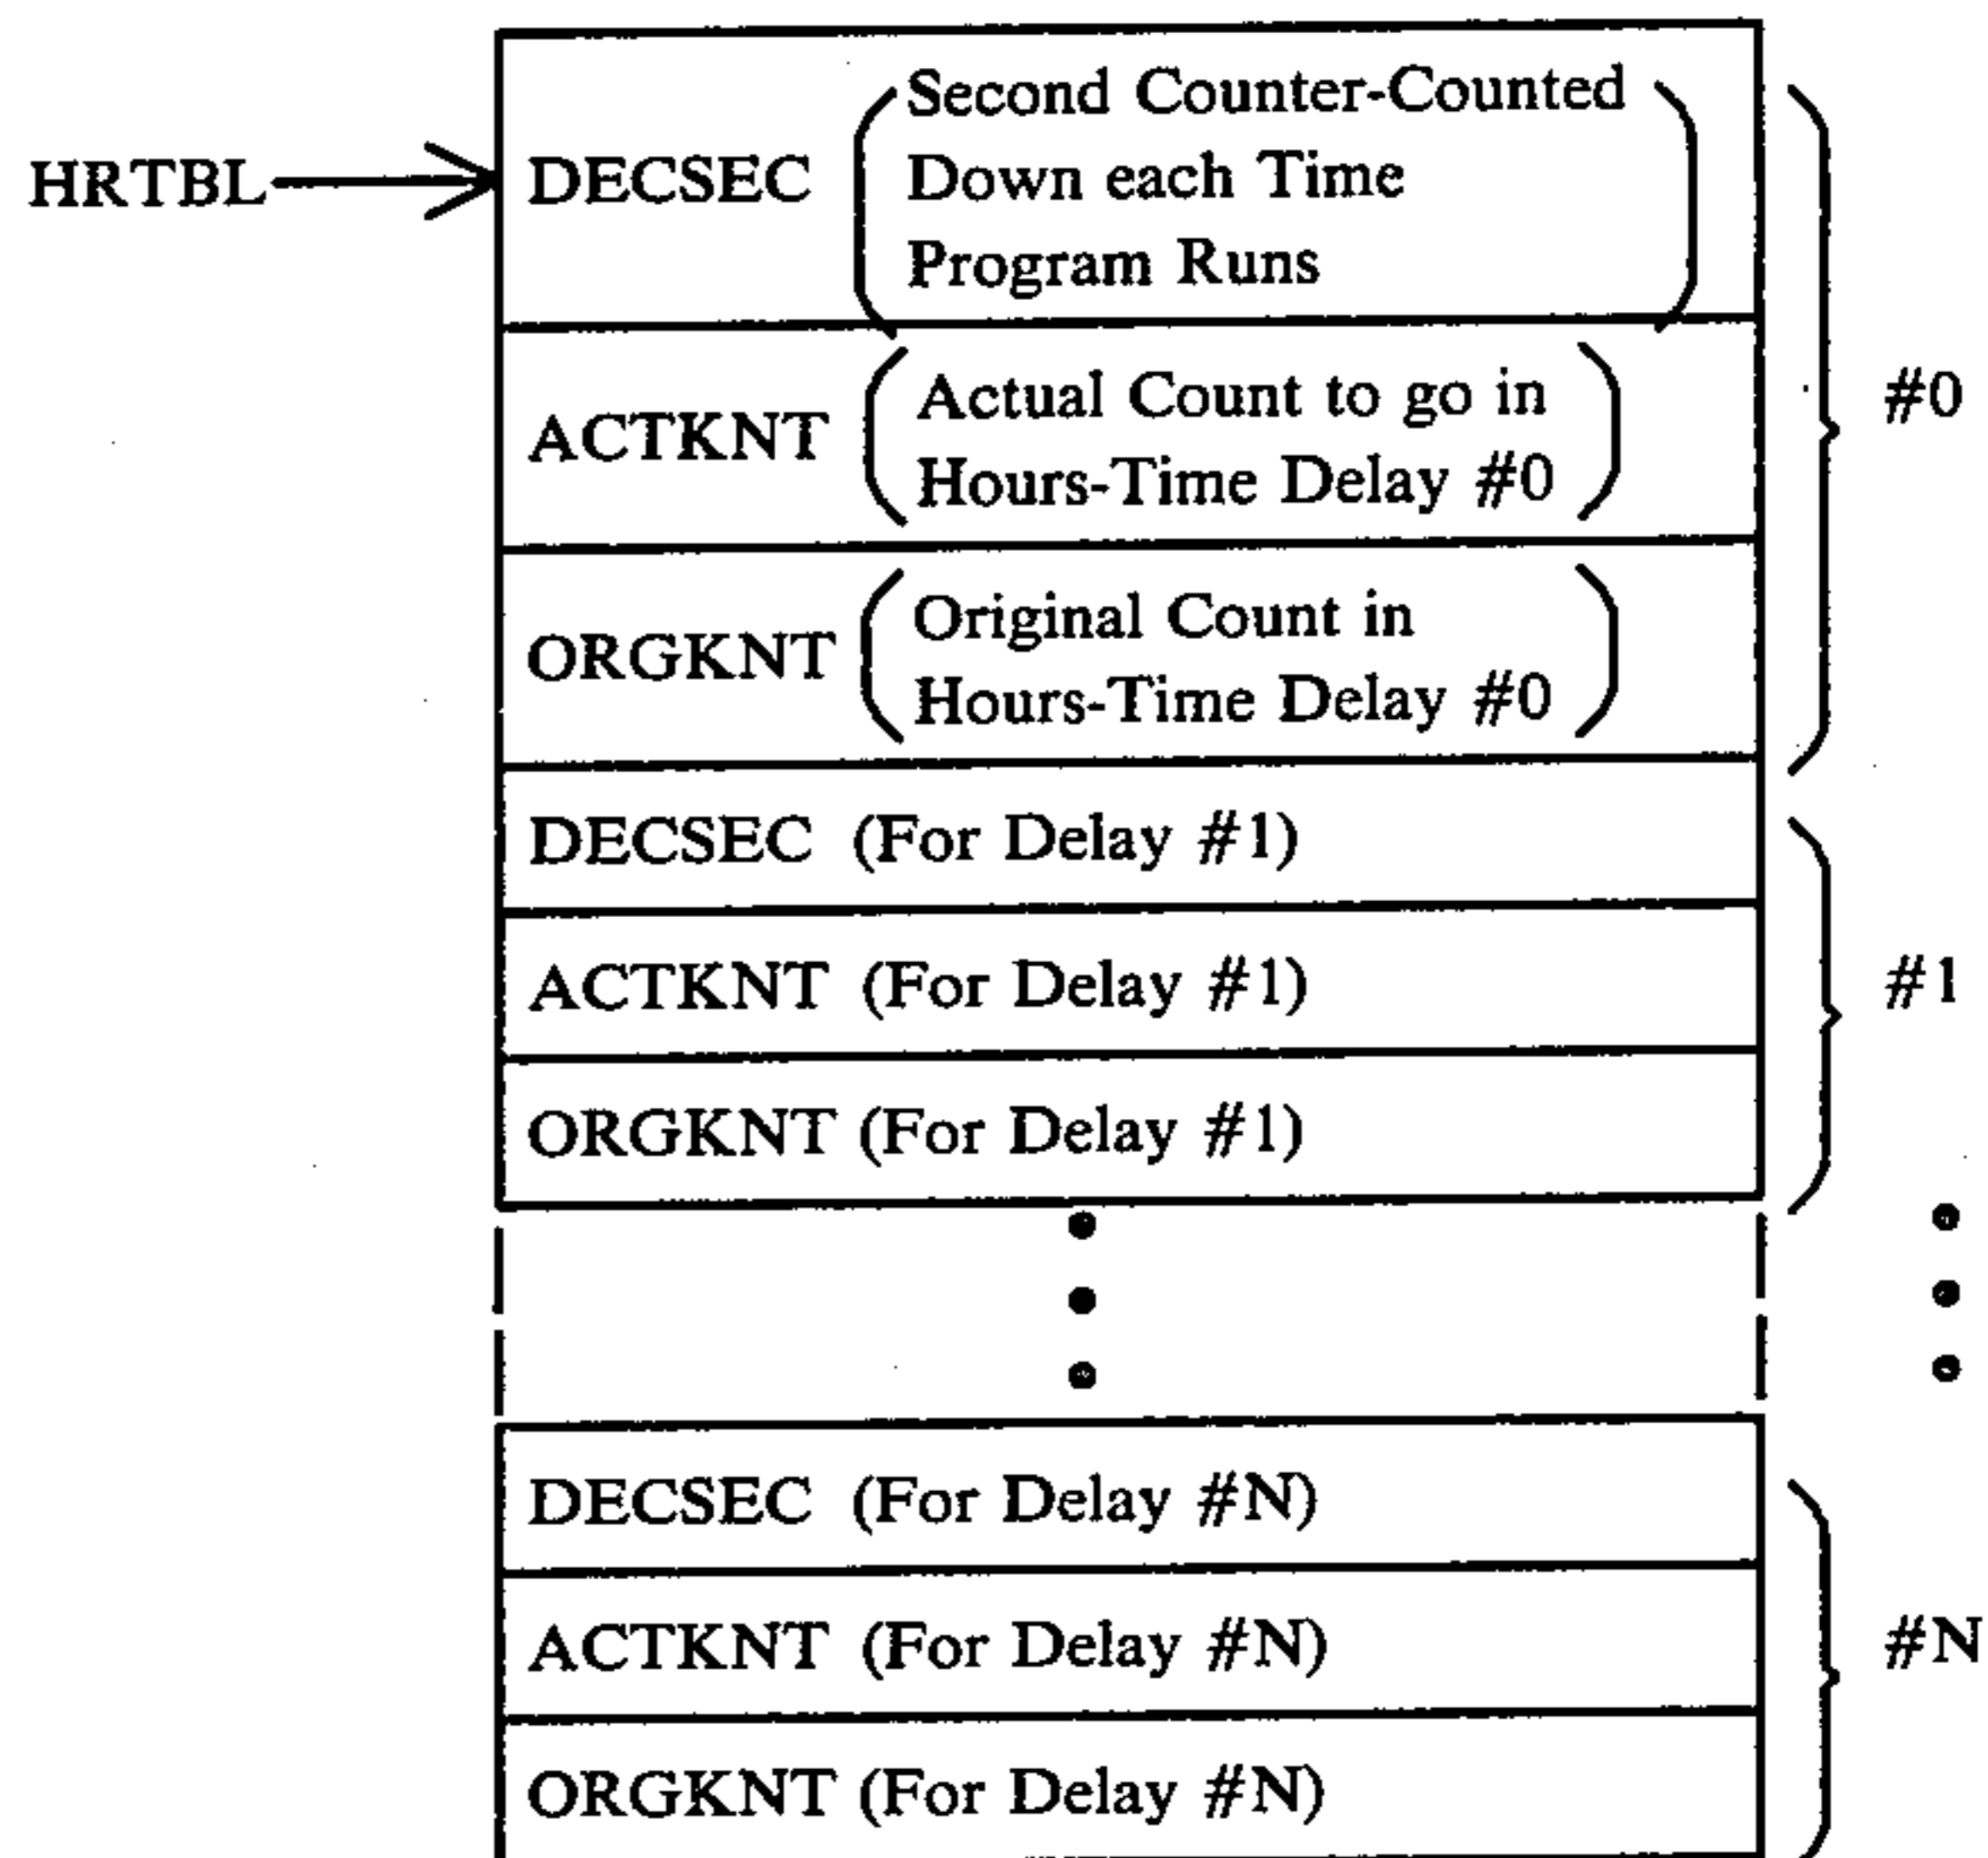 Second Counter-Counted
HRTBL DECSEC Down each Time
Program Runs
Actual Count to go in #0
ACTKNT
Hours-Time Delay #0
Original Count in
ORGKNT
Hours-Time Delay #0
DECSEC (For Delay #1)
ACTKNT (For Delay #1) #1
ORGKNT (For Delay #1)
DECSEC (For Delay #N)
ACTKNT (For Delay #N) #N
ORGKNT (For Delay #N)